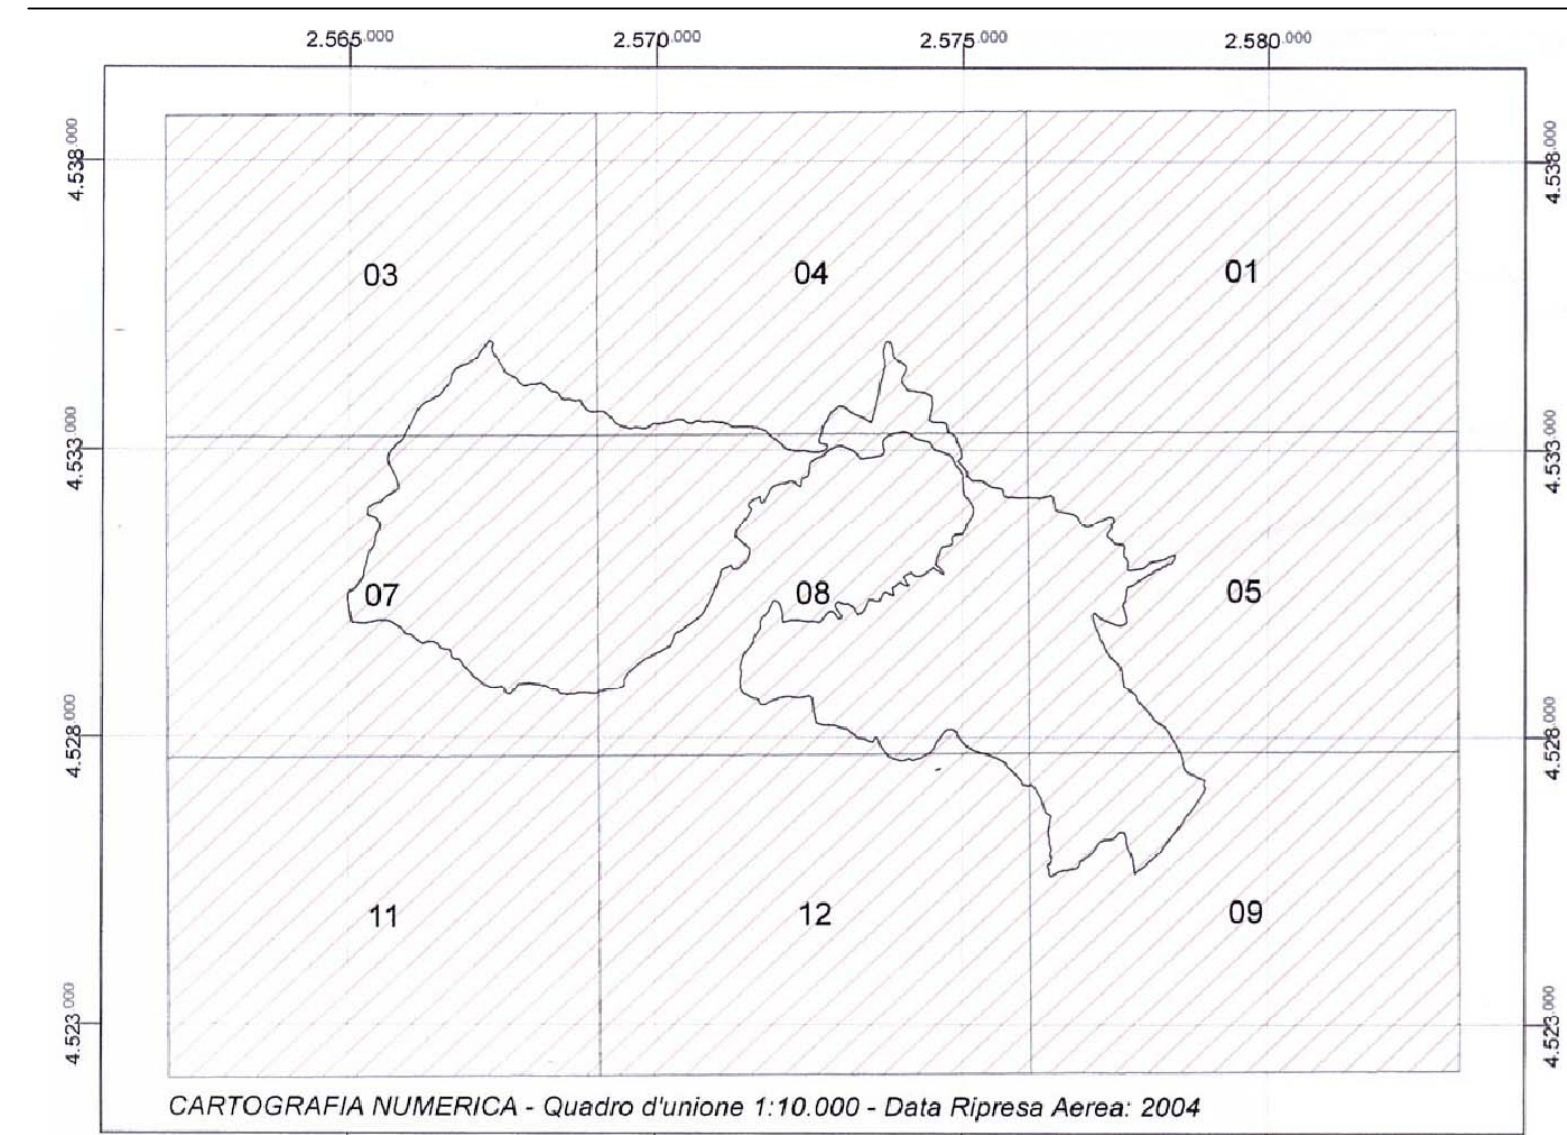 2.565.000 2.570.000 2.575.000 2.580.000
4.538.000 4.538.000
03 04 01
4.533.000 4.533.000
07 08 05
4.528.000 4.528.000
11 12 09
4.523.000 4.523.000
CARTOGRAFIA NUMERICA - Quadro d'unione 1:10.000 - Data Ripresa Aerea: 2004